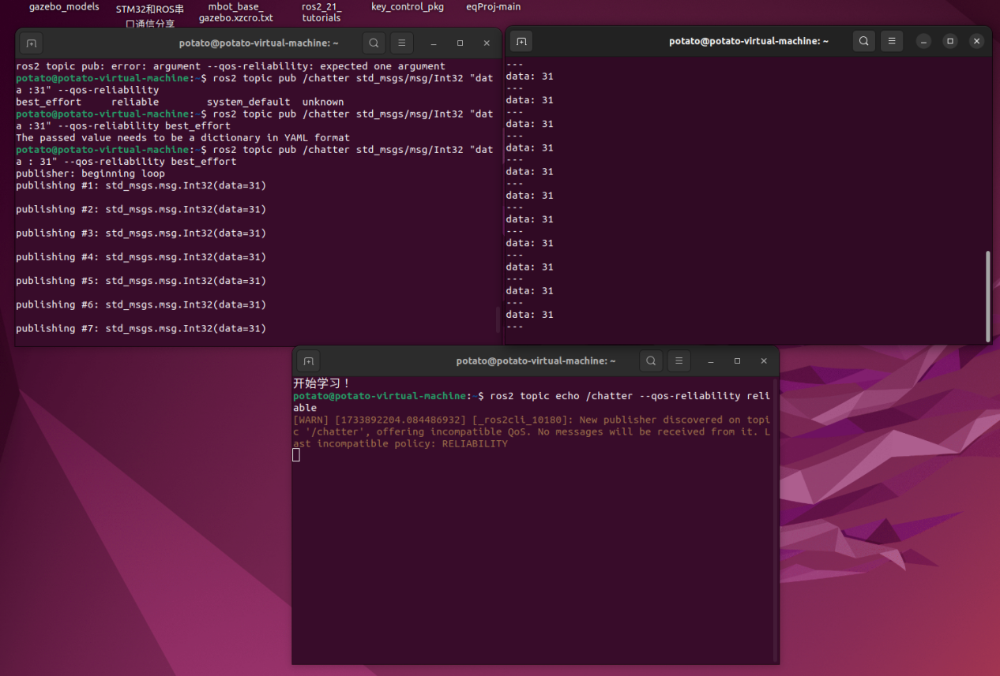 gazebo_models
STM32和ROS串
口通信分享
mbot_base_
gazebo.xzcro.txt
ros2_21_
tutorials
key_control_pkg
eqProj-main
potato@potato-virtual-machine: ~
ros2 topic pub: error: argument --qos-reliability: expected one argument
potato@potato-virtual-machine:~$ ros2 topic pub /chatter std_msgs/msg/Int32 "dat
a :31" --qos-reliability
best_effort     reliable        system_default  unknown
potato@potato-virtual-machine:~$ ros2 topic pub /chatter std_msgs/msg/Int32 "dat
a :31" --qos-reliability best_effort
The passed value needs to be a dictionary in YAML format
potato@potato-virtual-machine:~$ ros2 topic pub /chatter std_msgs/msg/Int32 "dat
a : 31" --qos-reliability best_effort
publisher: beginning loop
publishing #1: std_msgs.msg.Int32(data=31)
publishing #2: std_msgs.msg.Int32(data=31)
publishing #3: std_msgs.msg.Int32(data=31)
publishing #4: std_msgs.msg.Int32(data=31)
publishing #5: std_msgs.msg.Int32(data=31)
publishing #6: std_msgs.msg.Int32(data=31)
publishing #7: std_msgs.msg.Int32(data=31)
potato@potato-virtual-machine: ~
---
data: 31
---
data: 31
---
data: 31
---
data: 31
---
data: 31
---
data: 31
---
data: 31
---
data: 31
---
data: 31
---
data: 31
---
data: 31
---
potato@potato-virtual-machine: ~
开始学习！
potato@potato-virtual-machine:~$ ros2 topic echo /chatter --qos-reliability reli
able
[WARN] [1733892204.084486932] [_ros2cli_10180]: New publisher discovered on topi
c '/chatter', offering incompatible QoS. No messages will be received from it. L
ast incompatible policy: RELIABILITY